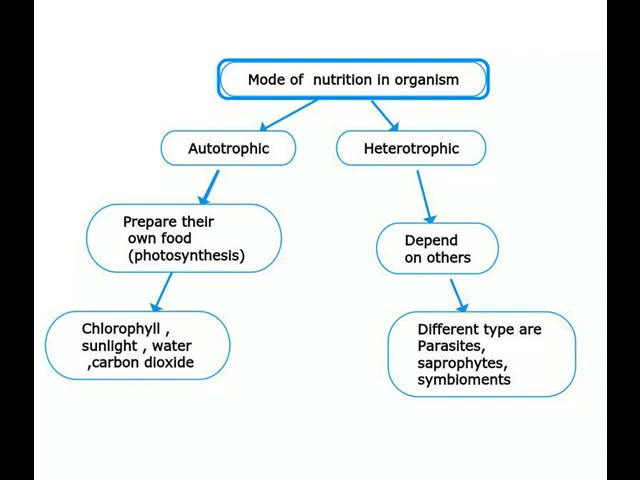 Mode of nutrition in organism
Autotrophic
Heterotrophic
Prepare their
own food
(photosynthesis)
Depend
on others
Chlorophyll ,
sunlight , water
,carbon dioxide
Different type are
Parasites,
saprophytes,
symbioments